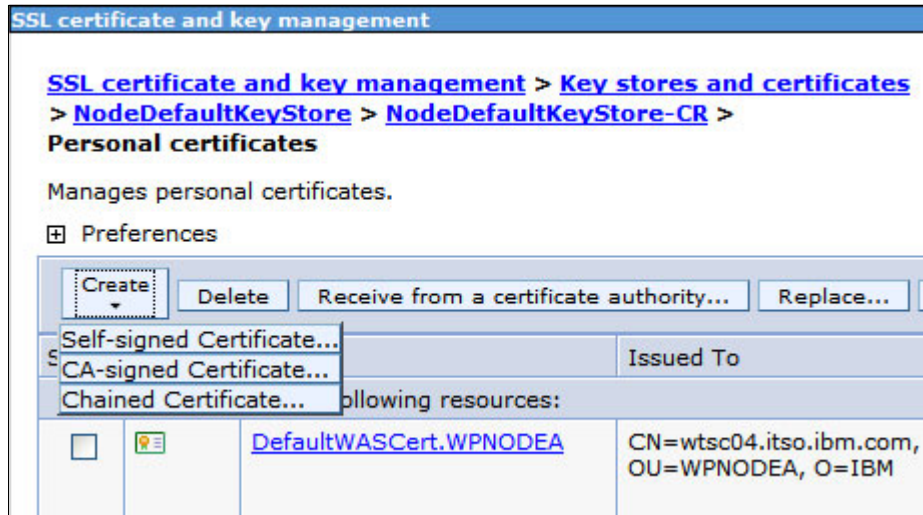 SSL certificate and key management
SSL certificate and key management > Key stores and certificates
> NodeDefaultKeyStore > NodeDefaultKeyStore-CR >
Personal certificates
Manages personal certificates.
Preferences
Create Delete Receive from a certificate authority... Replace...
Self-signed Certificate...
CA-signed Certificate...
Chained Certificate...
S Issued To
ollowing resources:
DefaultWASCert.WPNODEA CN=wtsc04.itso.ibm.com,
OU=WPNODEA, O=IBM